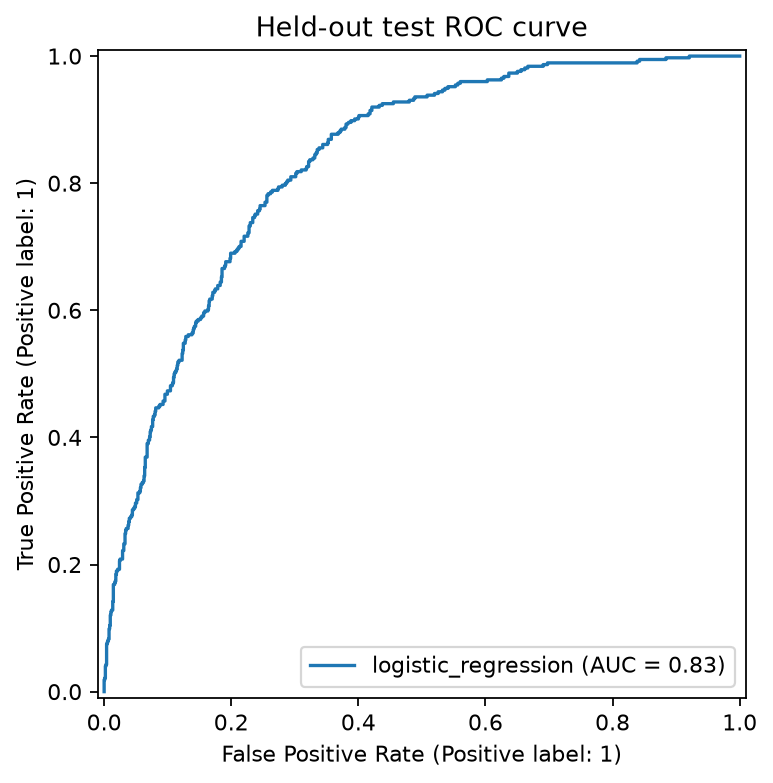 Held-out test ROC curve
1.0
0.8
0.6
0.4
0.2
0.0
True Positive Rate (Positive label: 1)
logistic_regression (AUC = 0.83)
0.0 0.2 0.4 0.6 0.8 1.0
False Positive Rate (Positive label: 1)